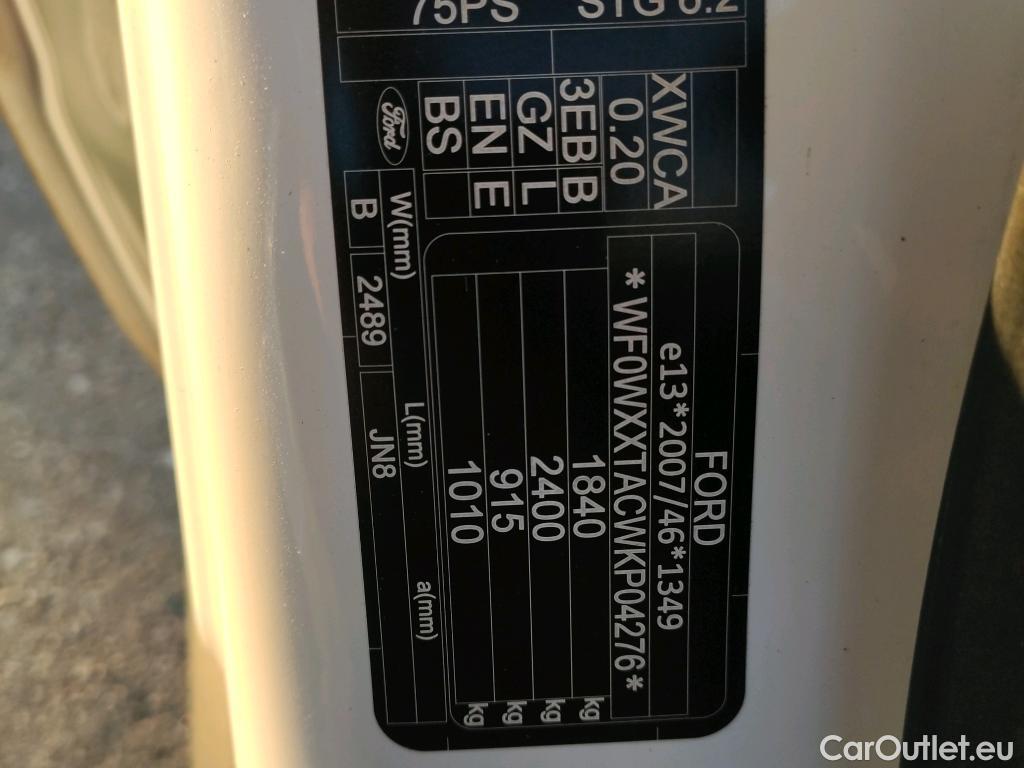 FORD
e13*2007/46*1349
*WF0WXXTACWKP04276*
1840 kg
2400 kg
915 kg
1010 kg
XWCA
0.20
3EB B
GZ L
EN E
BS
Ford
W(mm) L(mm) a(mm)
B 2489 JN8
75PS STG 6.2
CarOutlet.eu